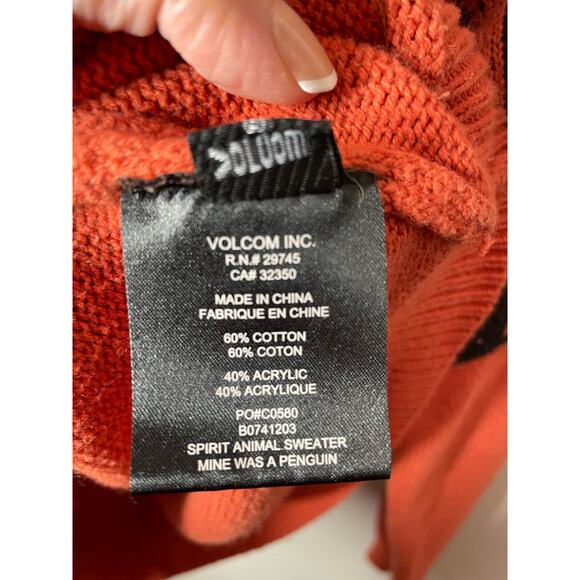 VOLCOM
VOLCOM INC.
R.N.# 29745
CA# 32350
MADE IN CHINA
FABRIQUE EN CHINE
60% COTTON
60% COTON
40% ACRYLIC
40% ACRYLIQUE
PO#C0580
B0741203
SPIRIT ANIMAL SWEATER
MINE WAS A PENGUIN